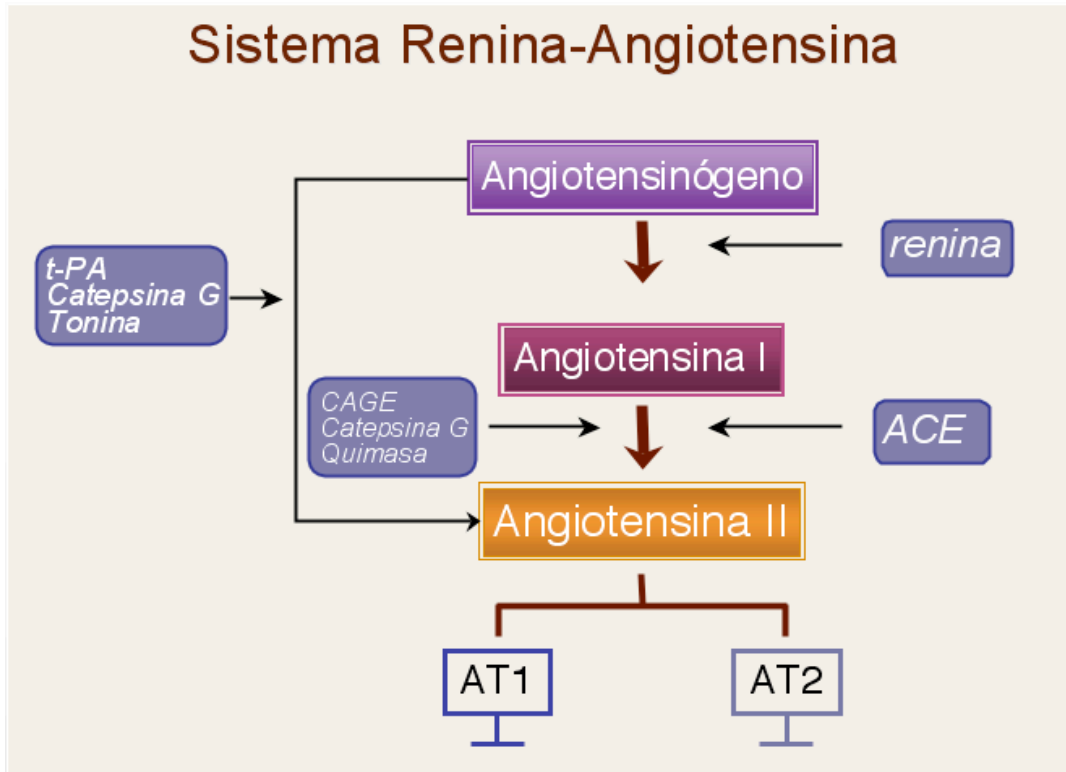 Sistema Renina-Angiotensina
Angiotensinógeno
renina
t-PA
Catepsina G
Tonina
Angiotensina I
CAGE
Catepsina G
Quimasa
ACE
Angiotensina II
AT1
AT2